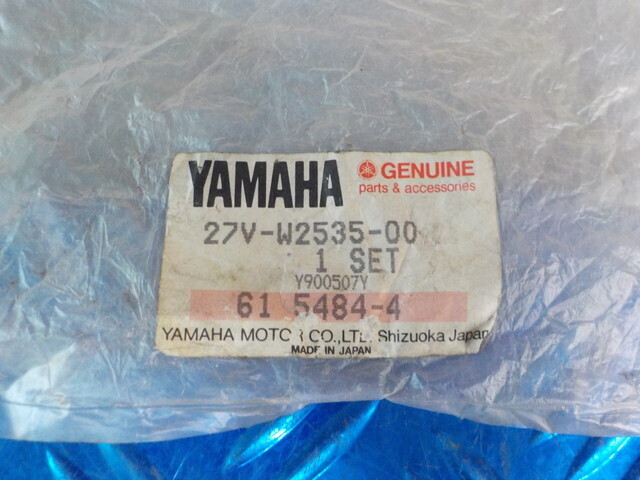 YAMAHA
GENUINE
parts & accessories
27V-W2535-00
1 SET
Y900507Y
61 5484-4
YAMAHA MOTOR CO.,LTD. Shizuoka Japan
MADE IN JAPAN